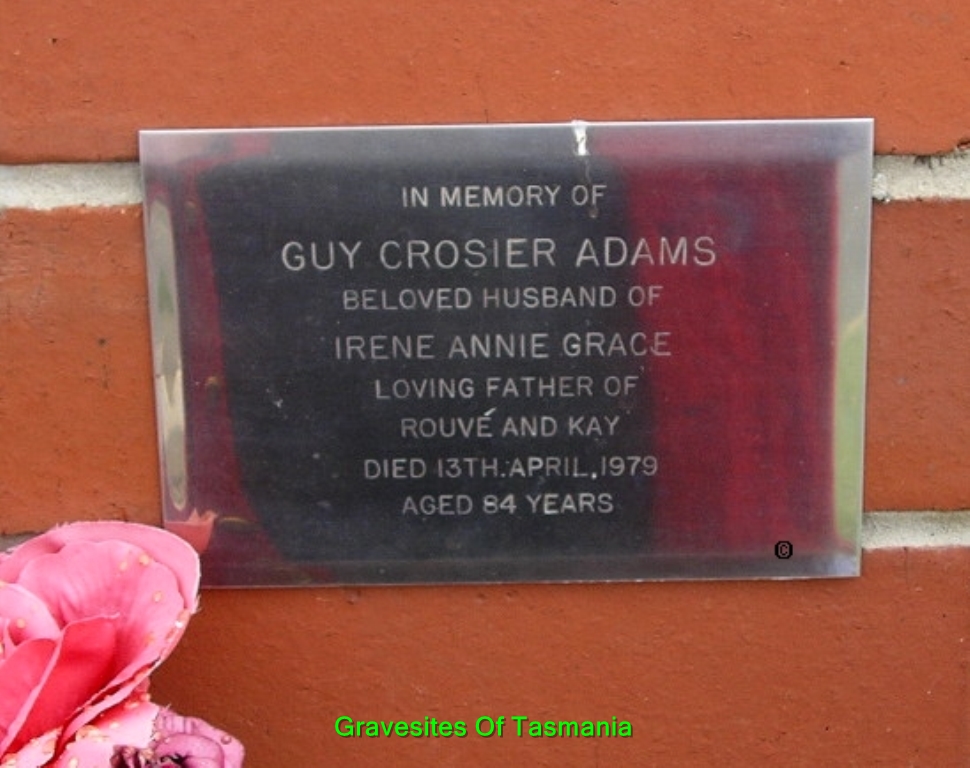 IN MEMORY OF
GUY CROSIER ADAMS
BELOVED HUSBAND OF
IRENE ANNIE GRACE
LOVING FATHER OF
ROUVÉ AND KAY
DIED 13TH. APRIL, 1979
AGED 84 YEARS
©
Gravesites Of Tasmania